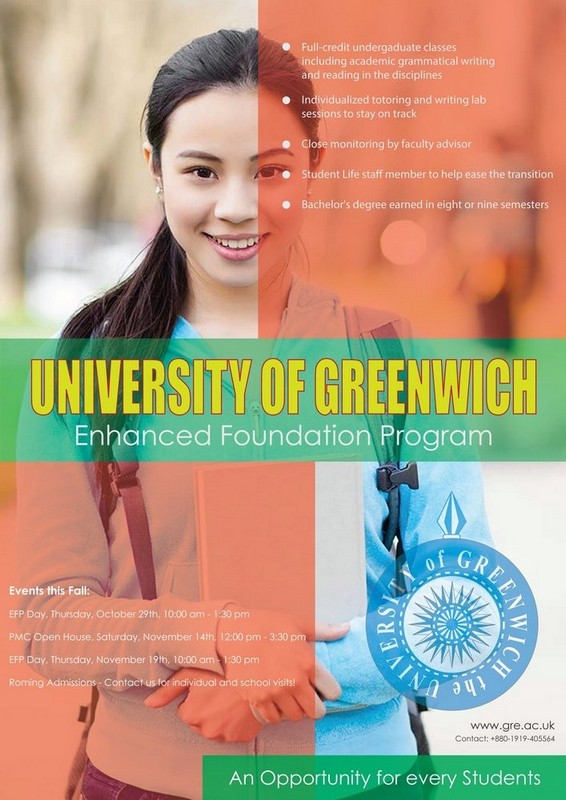 Full-credit undergaduate classes
including academic grammatical writing
and reading in the disciplines
Individualized totoring and writing lab
sessions to stay on track
Close monitoring by faculty advisor
Student Life staff member to help ease the transition
Bachelor's degree earned in eight or nine semesters
UNIVERSITY OF GREENWICH
Enhanced Foundation Program
Events this Fall:
EFP Day, Thursday, October 29th, 10:00 am - 1:30 pm
PMC Open House, Saturday, November 14th, 12:00 pm - 3:30 pm
EFP Day, Thursday, November 19th, 10:00 am - 1:30 pm
Roming Admissions - Contact us for individual and school visits!
the UNIVERSITY of GREENWICH
www.gre.ac.uk
Contact: +880-1919-405564
An Opportunity for every Students